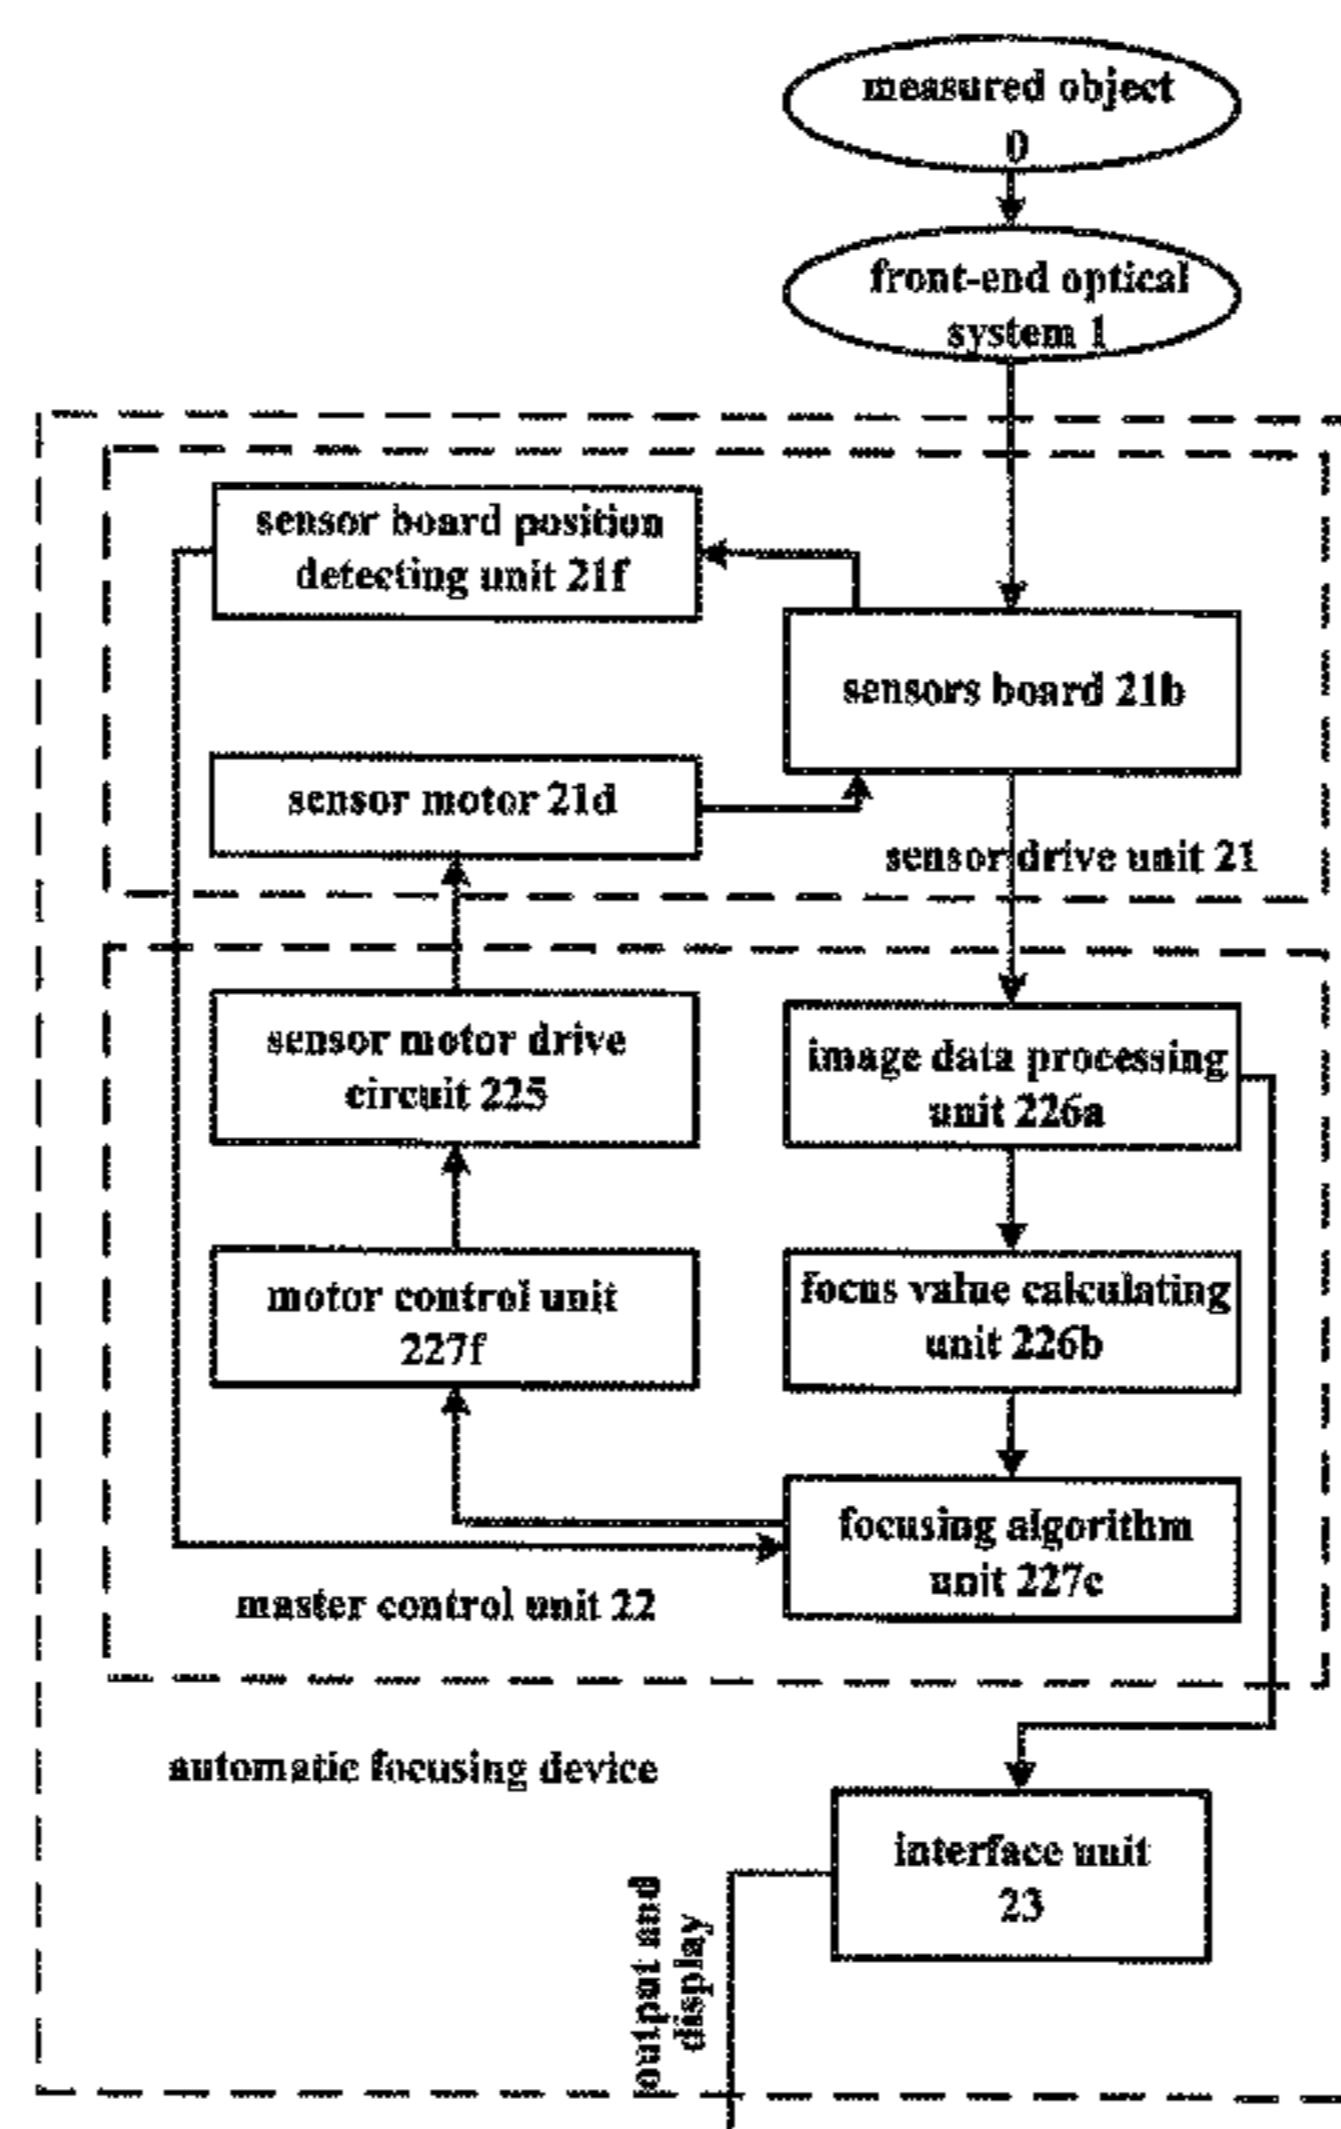 measured object
0
front-end optical
system 1
sensor board position
detecting unit 21f
sensors board 21b
sensor motor 21d
sensor drive unit 21
sensor motor drive
circuit 225
image data processing
unit 226a
motor control unit
227f
focus value calculating
unit 226b
focusing algorithm
unit 227c
master control unit 22
automatic focusing device
interface unit
23
output and
display